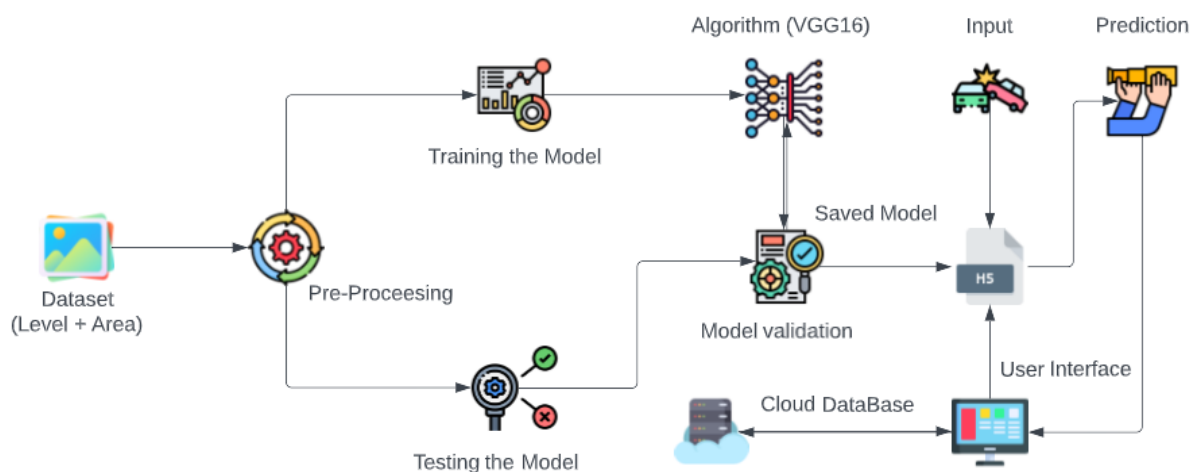 Algorithm (VGG16)
Input
Prediction
Training the Model
Saved Model
Dataset
(Level + Area)
Pre-Proceesing
H5
Model validation
User Interface
Cloud DataBase
Testing the Model